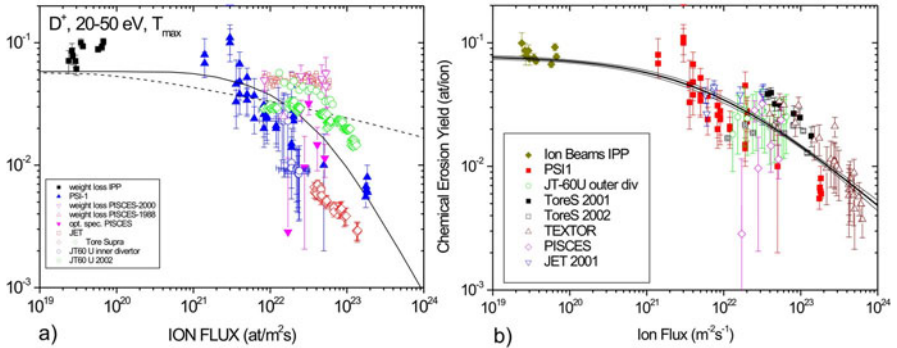 a)
D⁺, 20-50 eV, Tmax
10⁻¹
10⁻²
10⁻³
10¹⁹ 10²⁰ 10²¹ 10²² 10²³ 10²⁴
ION FLUX (at/m²s)
weight loss IPP
PSI-1
weight loss PISCES-2000
weight loss PISCES-1988
opt. spec. PISCES
JET
Tore Supra
JT60 U inner divertor
JT60 U 2002
b)
Chemical Erosion Yield (at/ion)
10⁻¹
10⁻²
10⁻³
10¹⁹ 10²⁰ 10²¹ 10²² 10²³ 10²⁴
Ion Flux (m⁻²s⁻¹)
Ion Beams IPP
PSI1
JT-60U outer div
ToreS 2001
ToreS 2002
TEXTOR
PISCES
JET 2001